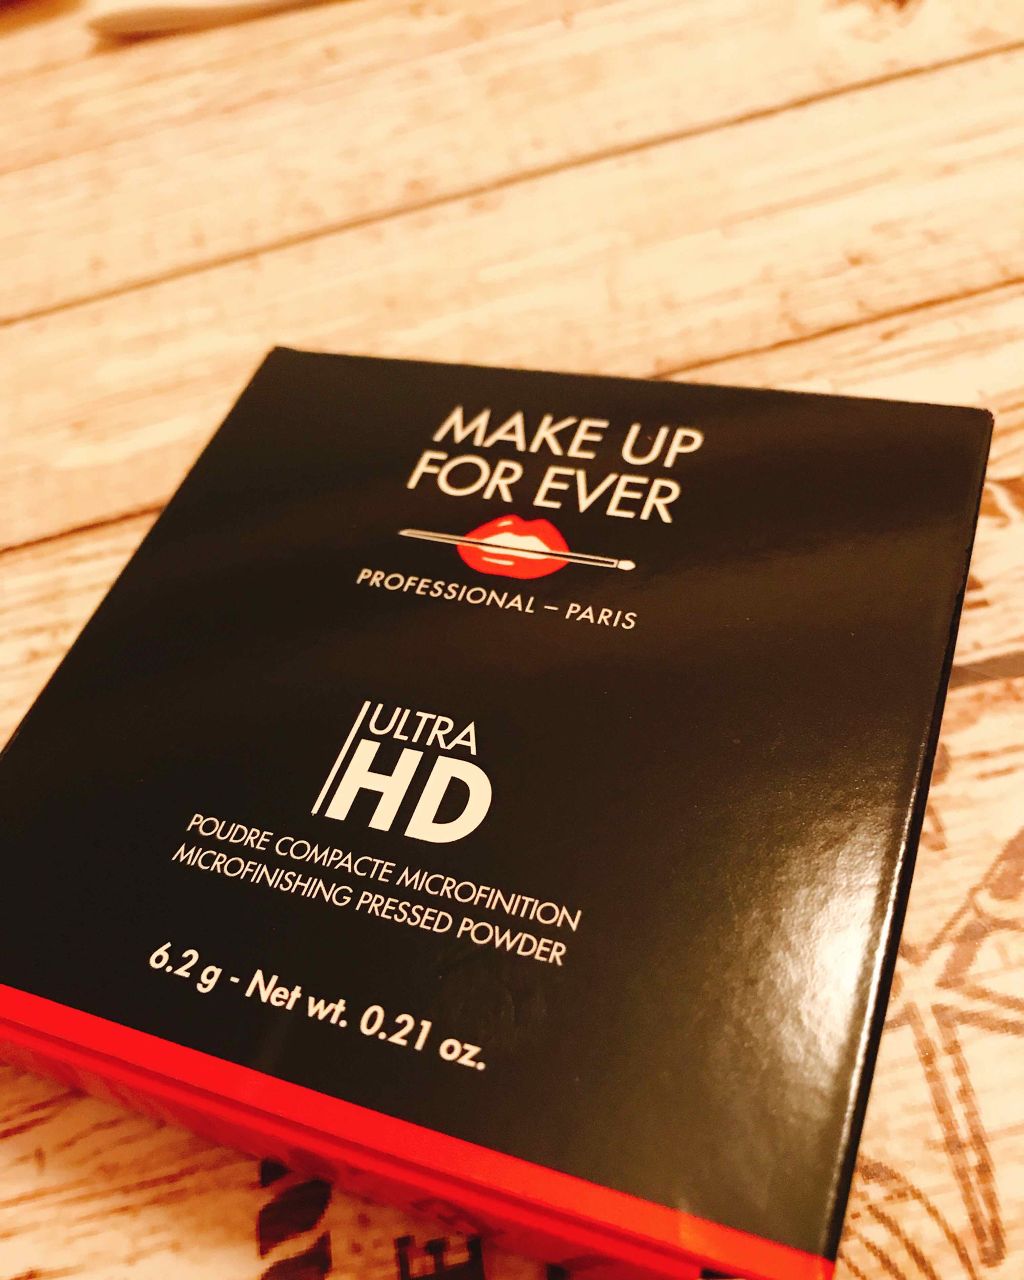 MAKE UP
FOR EVER
PROFESSIONAL – PARIS
ULTRA
HD
POUDRE COMPACTE MICROFINITION
MICROFINISHING PRESSED POWDER
6.2 g - Net wt. 0.21 oz.